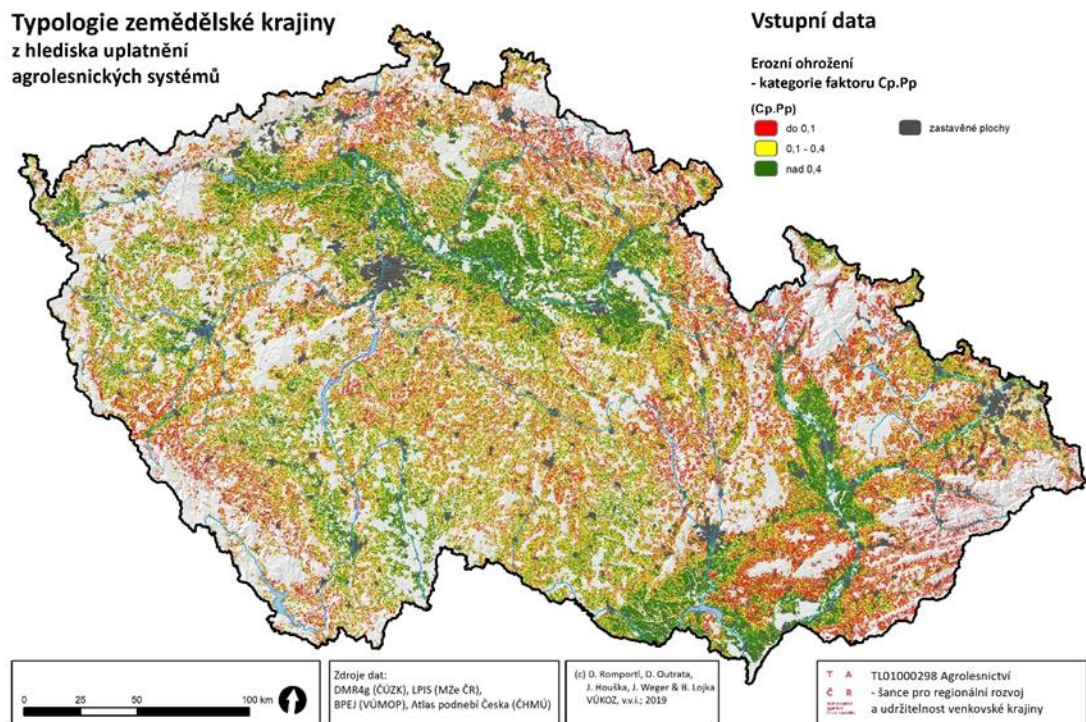 Typologie zemědělské krajiny
z hlediska uplatnění
agrolesnických systémů
Vstupní data
Erozní ohrožení
- kategorie faktoru Cp.Pp
(Cp.Pp)
do 0,1
0,1 - 0,4
nad 0,4
zastavěné plochy
0 25 50 100 km
Zdroje dat:
DMR4g (ČÚZK), LPIS (MZe ČR),
BPEJ (VÚMOP), Atlas podnebí Česka (ČHMÚ)
(c) D. Romportl, D. Outrata,
J. Houška, J. Weger & B. Lojka
VÚKOZ, v.v.i.; 2019
T A
Č R
TL01000298 Agrolesnictví
- šance pro regionální rozvoj
a udržitelnost venkovské krajiny